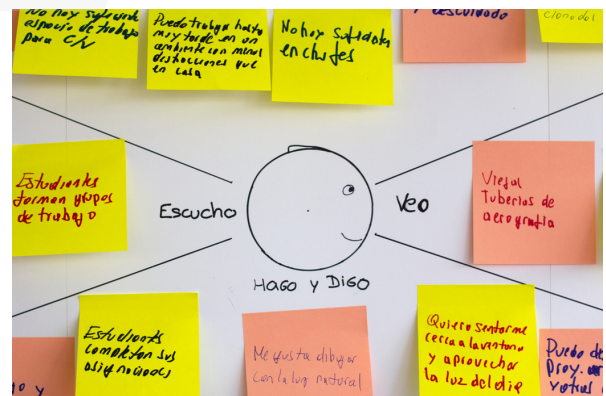 No hay suficiente
espacio de trabajo
para C/U
Puedo trabajar hasta
muy tarde en un
ambiente con menos
distracciones que
en casa
No hay suficientes
enchufes
y descuidado
Estudiantes
forman grupos
de trabajo
Escucho
Veo
Viejas
Tuberías de
aerografía
HAGO Y DIGO
Estudiantes
completan sus
asignaciones
Me gusta dibujar
con la luz natural
Quiero sentarme
cerca a la ventana
y aprovechar
la luz del día
Puedo de
Proy.
y otras